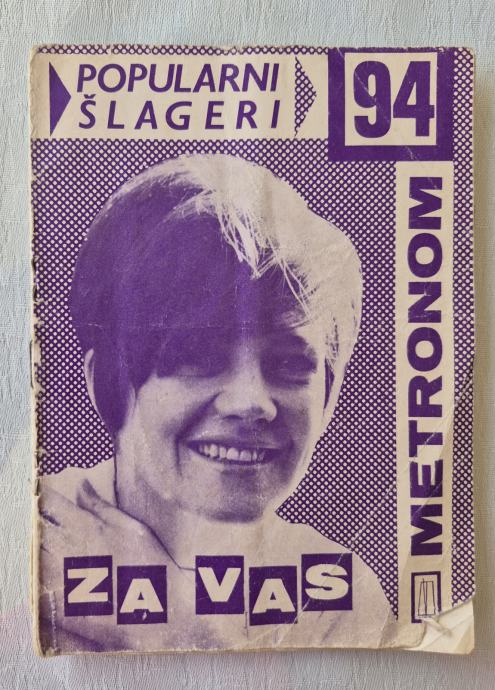 POPULARNI
ŠLAGERI
94
METRONOM
ZA VAS